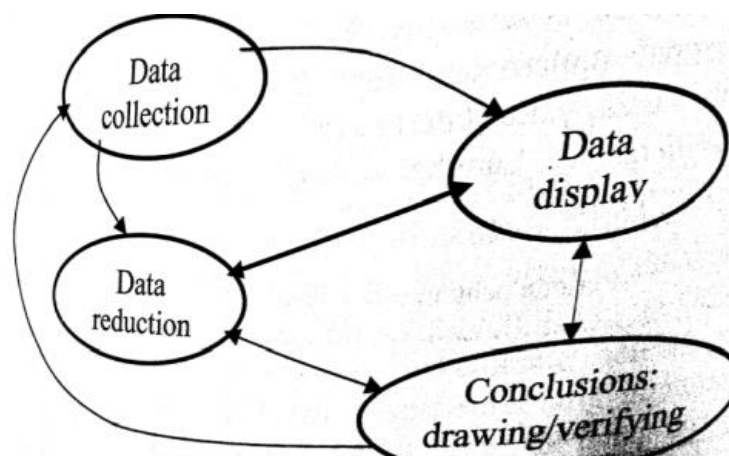 Data
collection
Data
display
Data
reduction
Conclusions:
drawing/verifying